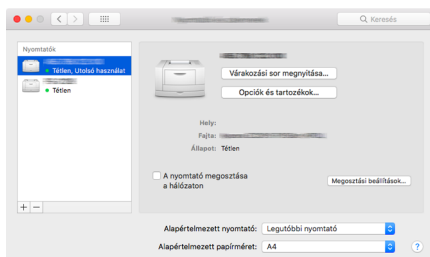 Keresés
Nyomtatók
Tétlen, Utolsó használat
Tétlen
Várakozási sor megnyitása...
Opciók és tartozékok...
Hely:
Fajta:
Állapot: Tétlen
A nyomtató megosztása
a hálózaton
Megosztási beállítások...
+ −
Alapértelmezett nyomtató: Legutóbbi nyomtató
Alapértelmezett papírméret: A4
?